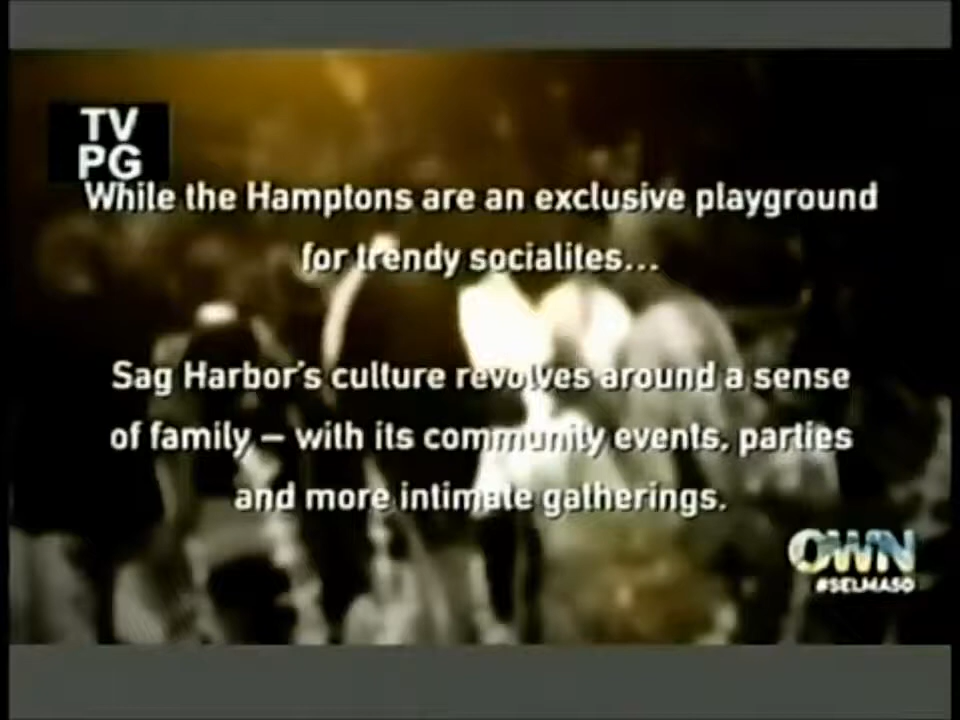 TV
PG
While the Hamptons are an exclusive playground
for trendy socialites...
Sag Harbor's culture revolves around a sense
of family – with its community events, parties
and more intimate gatherings.
OWN
#SELMA50